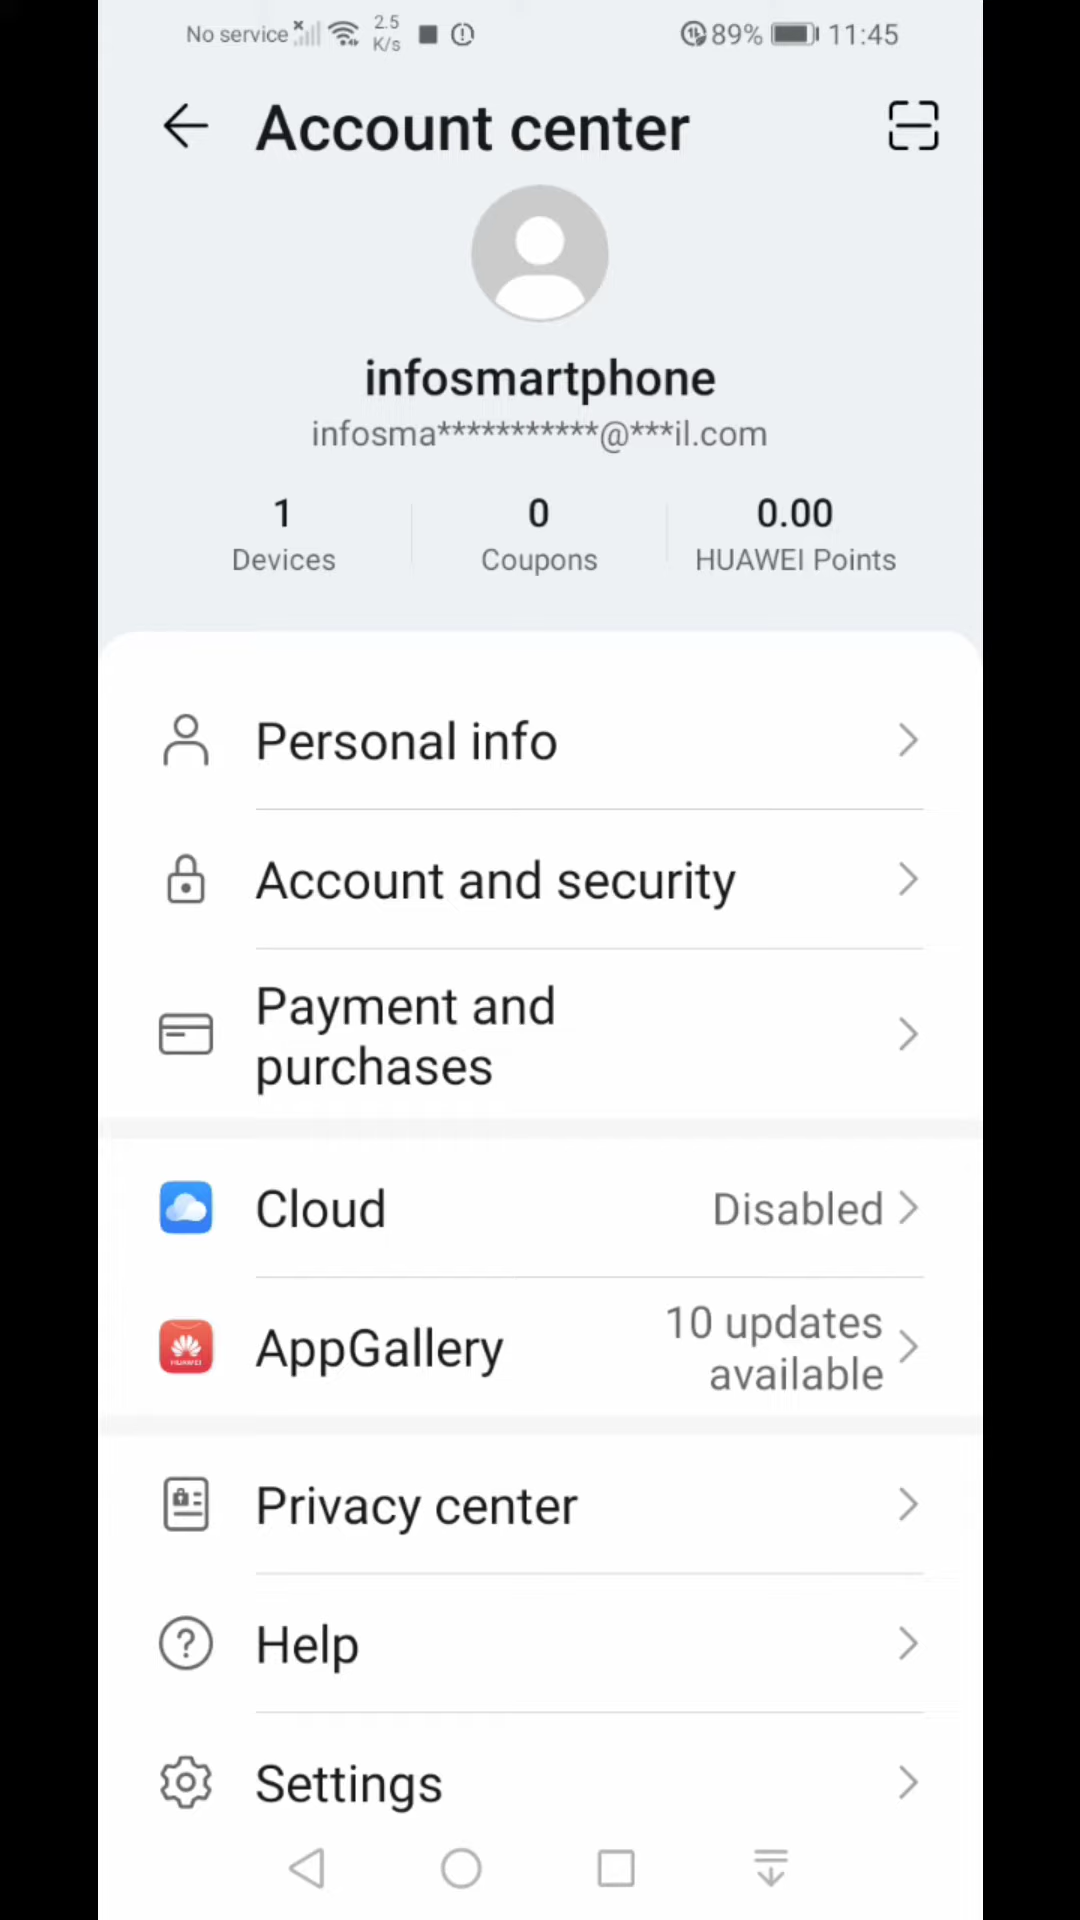 No service 2.5 K/s 89% 11:45
Account center
infosmartphone
infosma***********@***il.com
1 0 0.00
Devices Coupons HUAWEI Points
Personal info
Account and security
Payment and
purchases
Cloud Disabled
AppGallery 10 updates
available
HUAWEI
Privacy center
Help
Settings